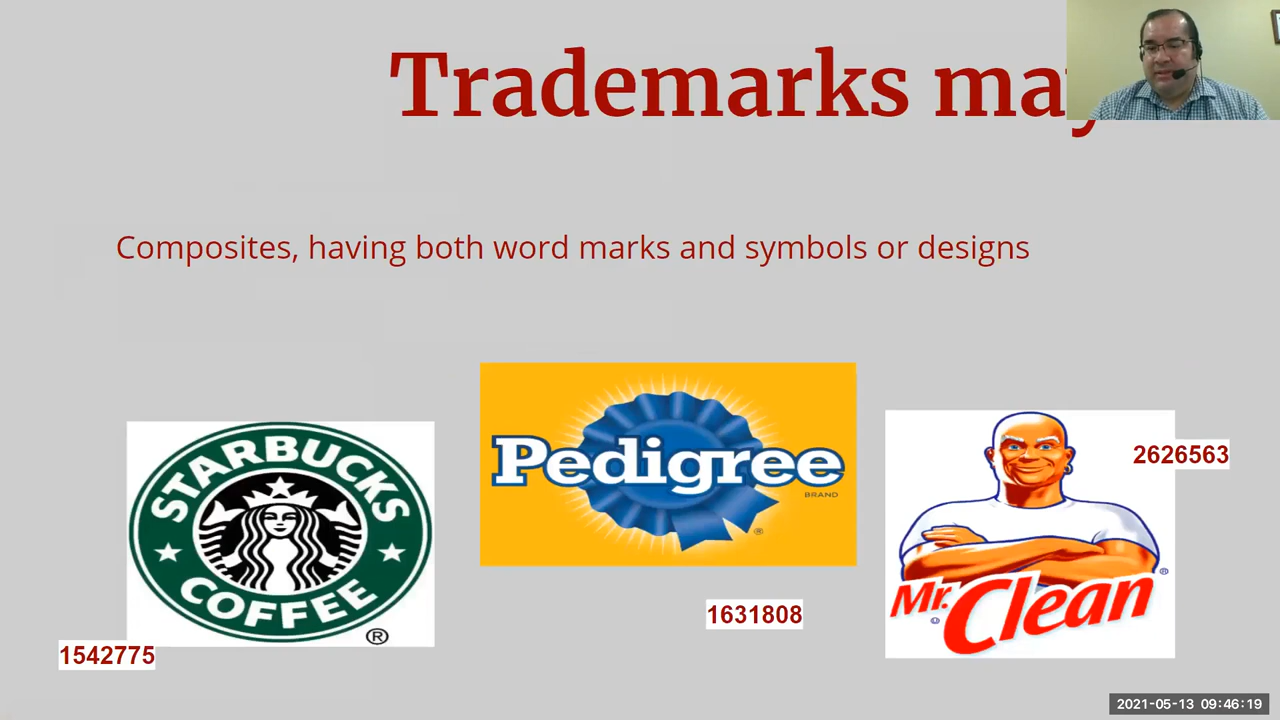 Trademarks may
Composites, having both word marks and symbols or designs
STARBUCKS
COFFEE
®
1542775
Pedigree
BRAND
®
1631808
2626563
Mr. Clean
®
2021-05-13 09:46:19